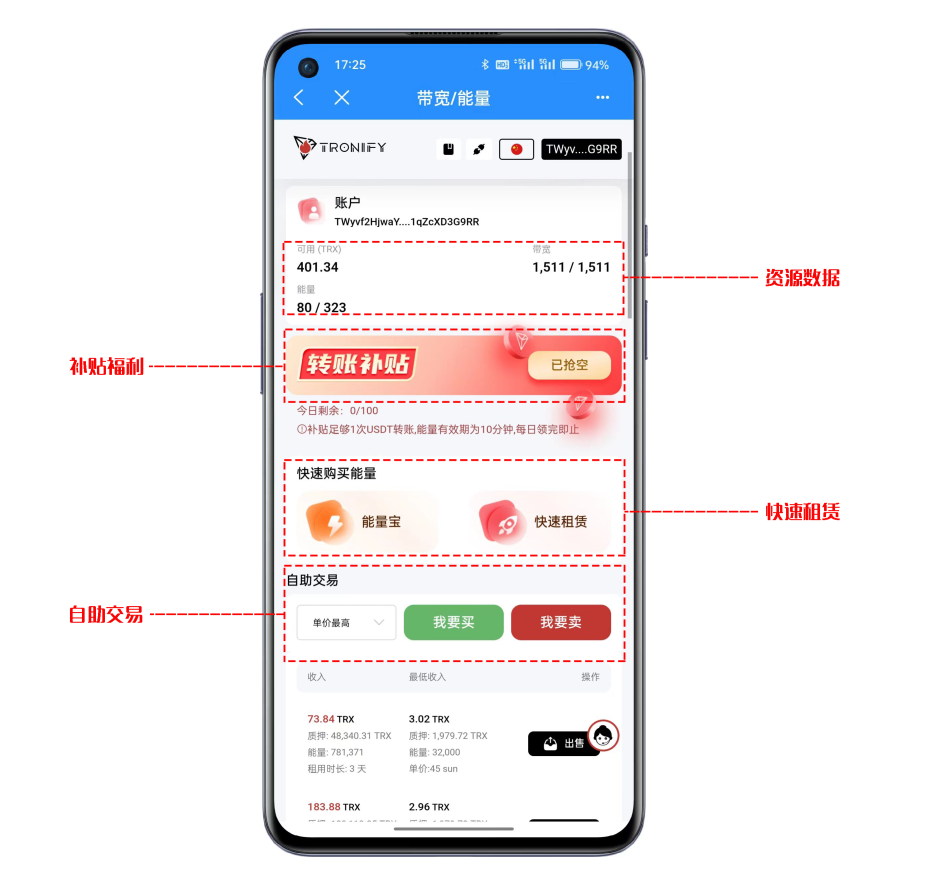 17:25
HD2 5G 5G 94%
带宽/能量
TRONIFY
TWyv....G9RR
账户
TWyvf2HjwaY....1qZcXD3G9RR
可用 (TRX) 带宽
401.34 1,511 / 1,511
资源数据
能量
80 / 323
补贴福利
转账补贴 已抢空
今日剩余: 0/100
补贴足够1次USDT转账,能量有效期为10分钟,每日领完即止
快速购买能量
能量宝 快速租赁
快速租赁
自助交易
自助交易
单价最高 我要买 我要卖
收入 最低收入 操作
73.84 TRX 3.02 TRX
质押: 48,340.31 TRX 质押: 1,979.72 TRX
出售
能量: 781,371 能量: 32,000
租用时长: 3 天 单价:45 sun
183.88 TRX 2.96 TRX